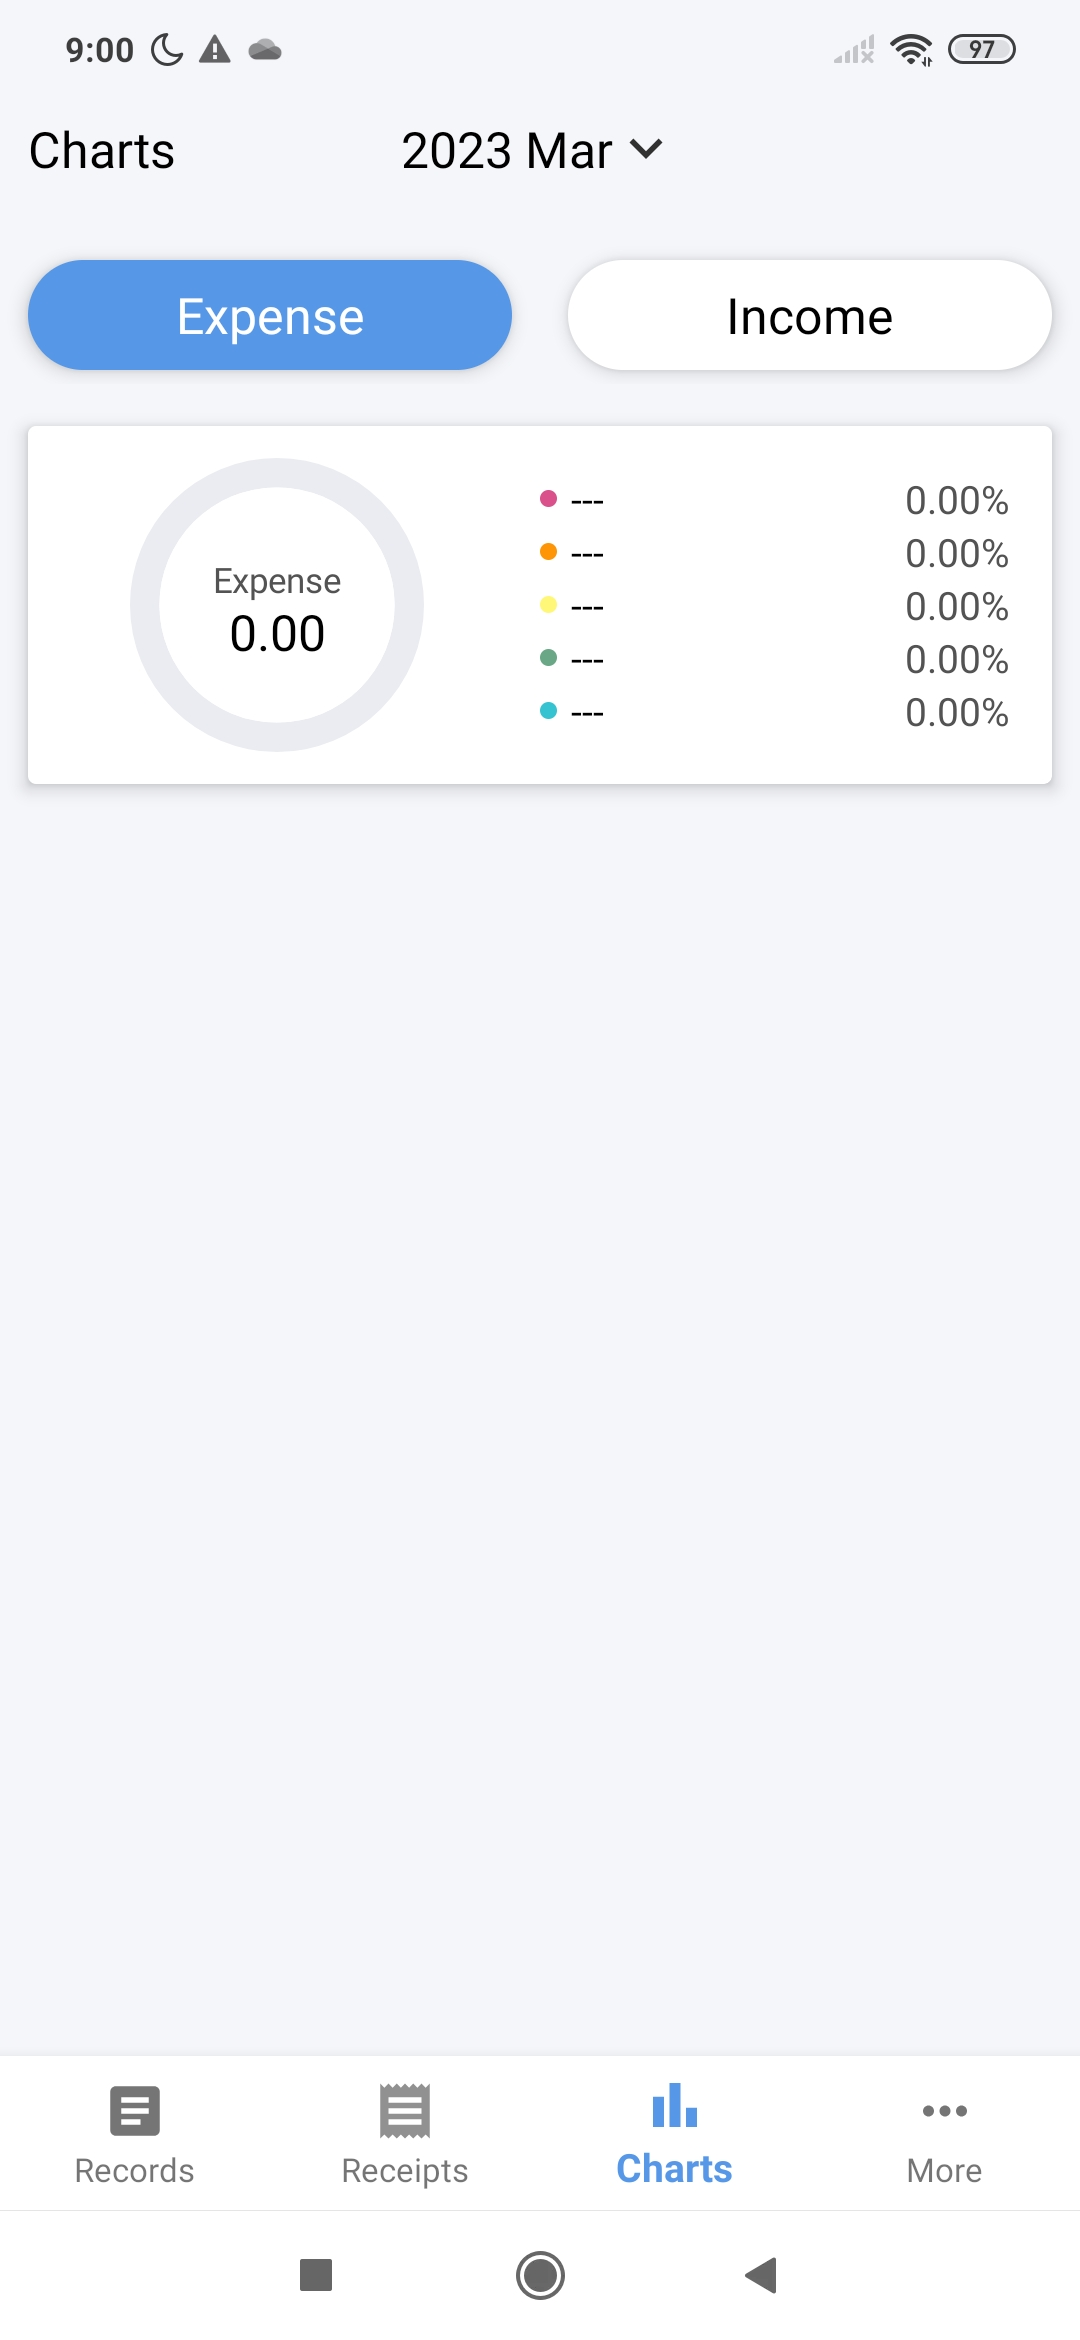 9:00
97
Charts
2023 Mar
Expense
Income
Expense
0.00
--- 0.00%
--- 0.00%
--- 0.00%
--- 0.00%
--- 0.00%
Records
Receipts
Charts
More